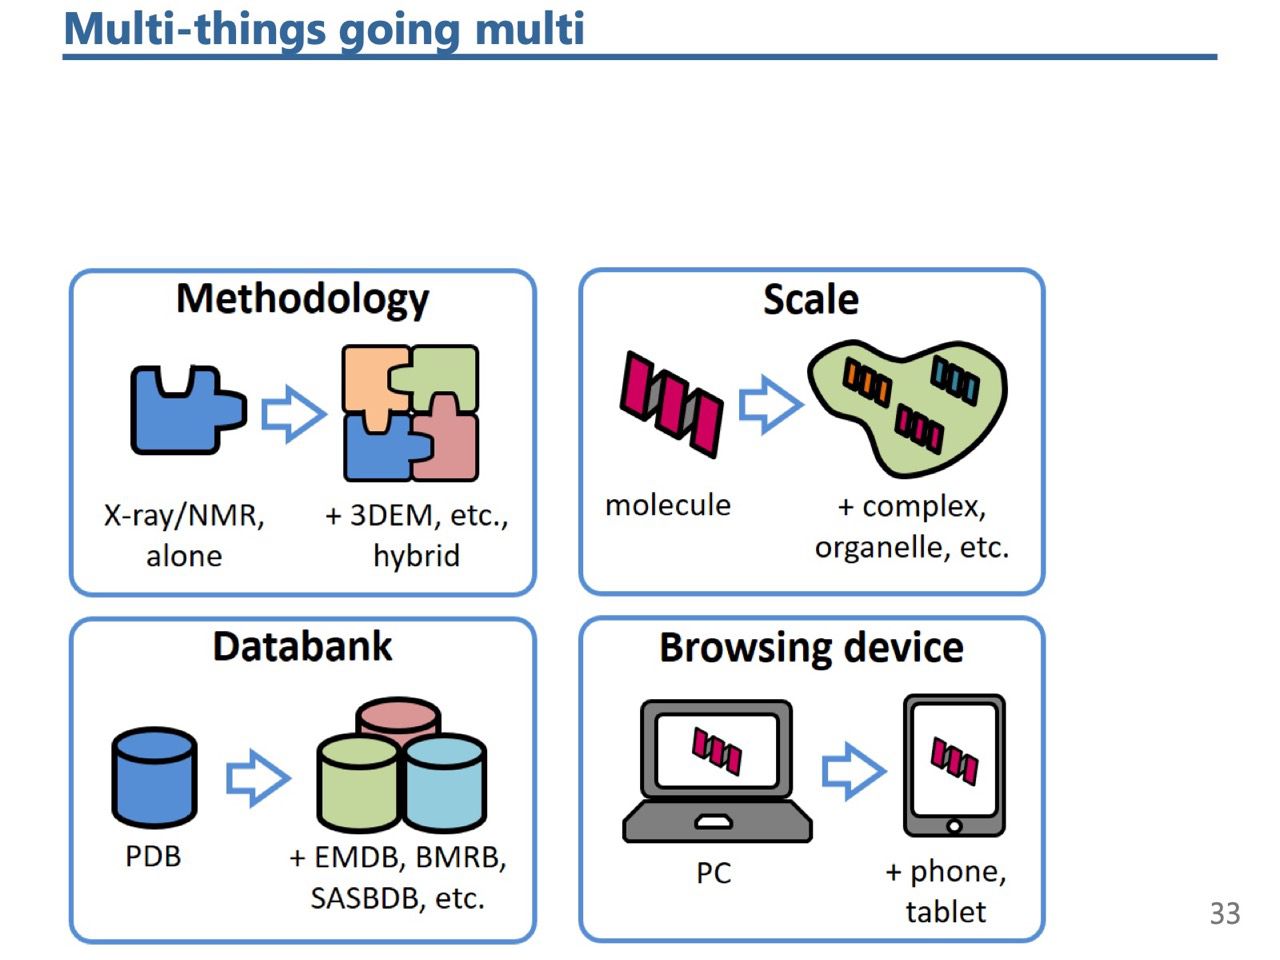 Multi-things going multi
Methodology
X-ray/NMR,
alone
+ 3DEM, etc.,
hybrid
Scale
molecule
+ complex,
organelle, etc.
Databank
PDB
+ EMDB, BMRB,
SASBDB, etc.
Browsing device
PC
+ phone,
tablet
33